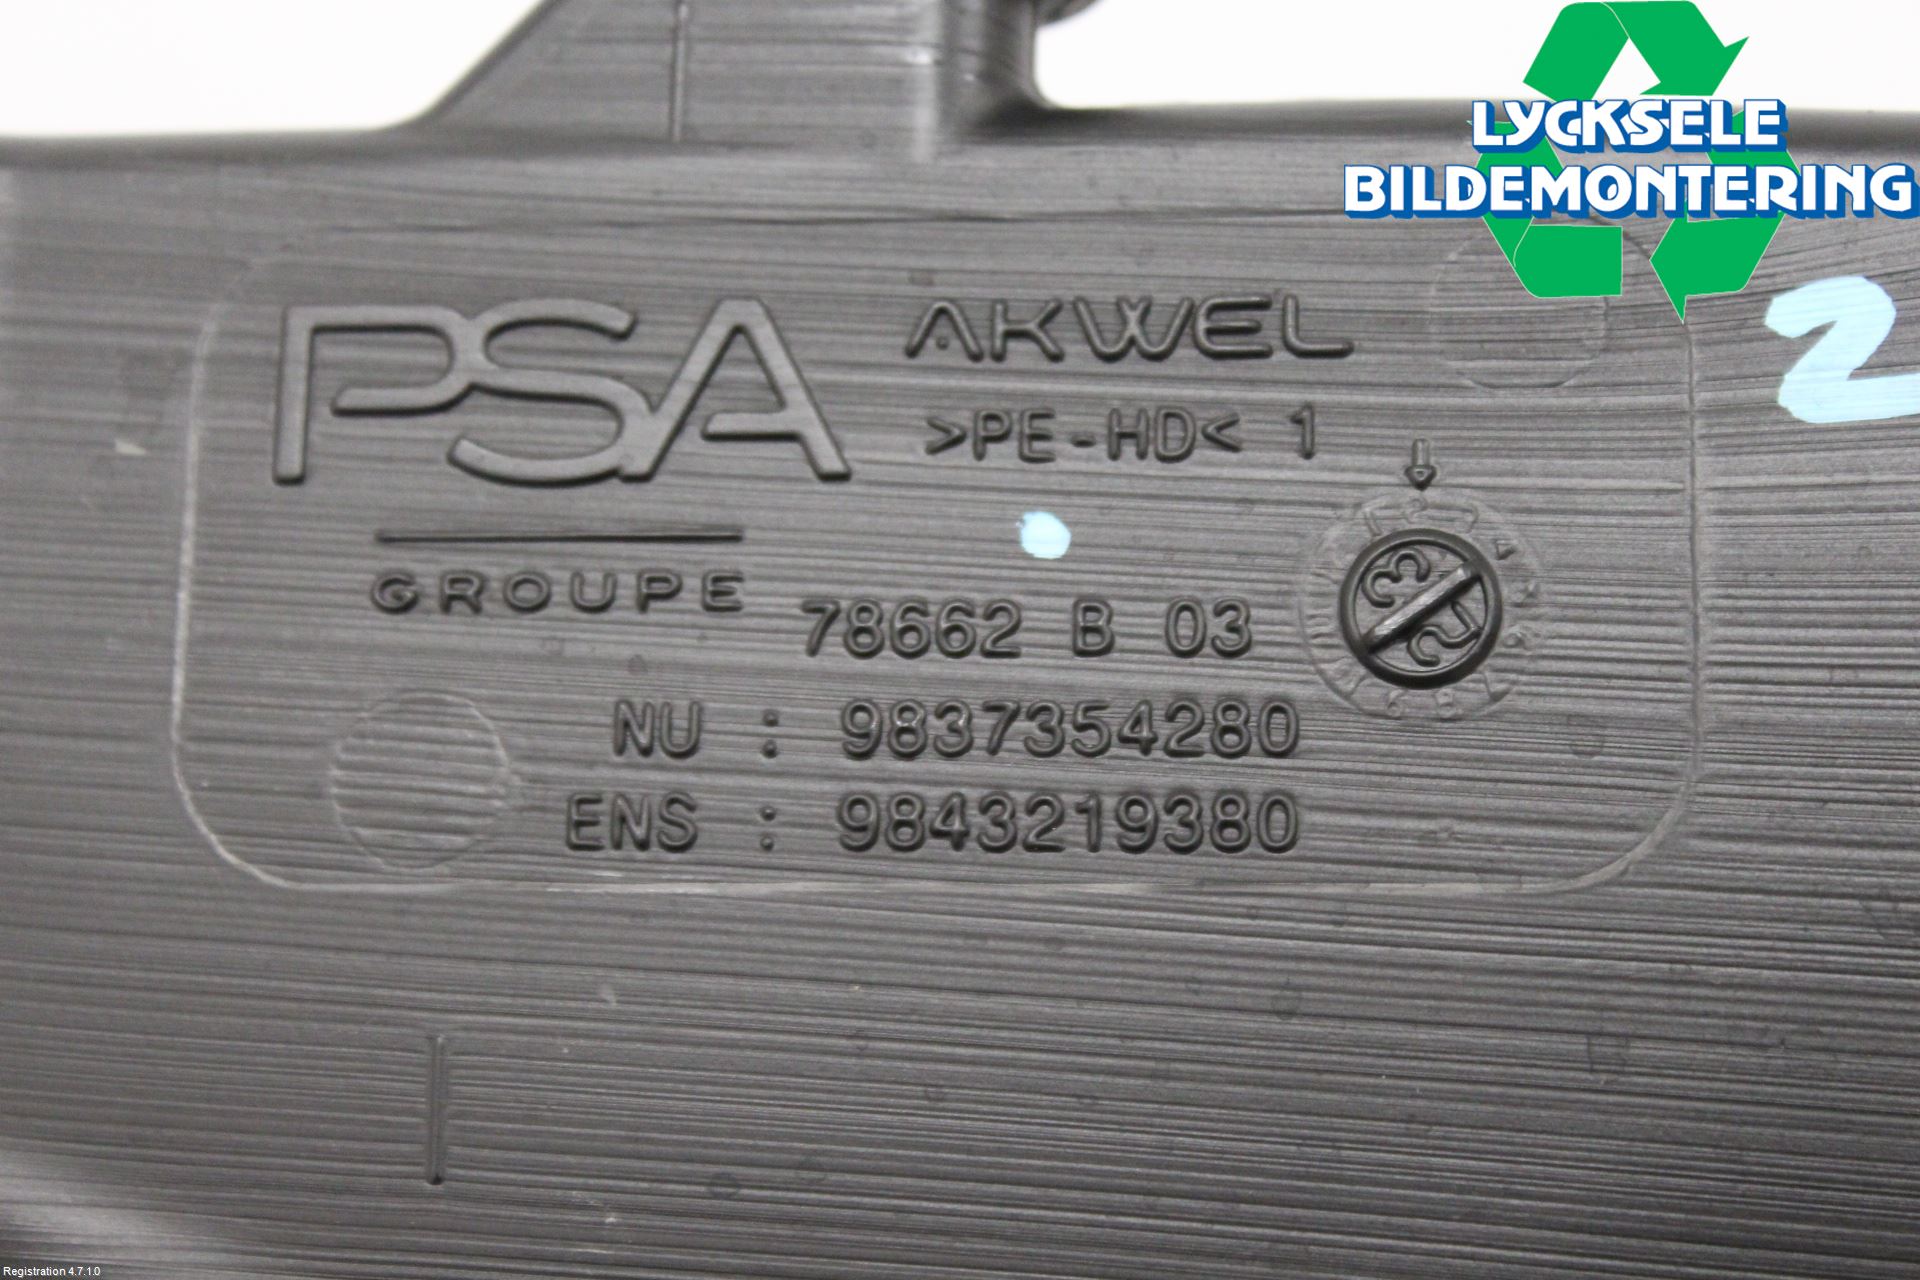 LYCKSELE
BILDEMONTERING
PSA
GROUPE
AKWEL
>PE-HD< 1
2
23
78662 B 03
NU : 9837354280
ENS : 9843219380
Registration 4.7.1.0